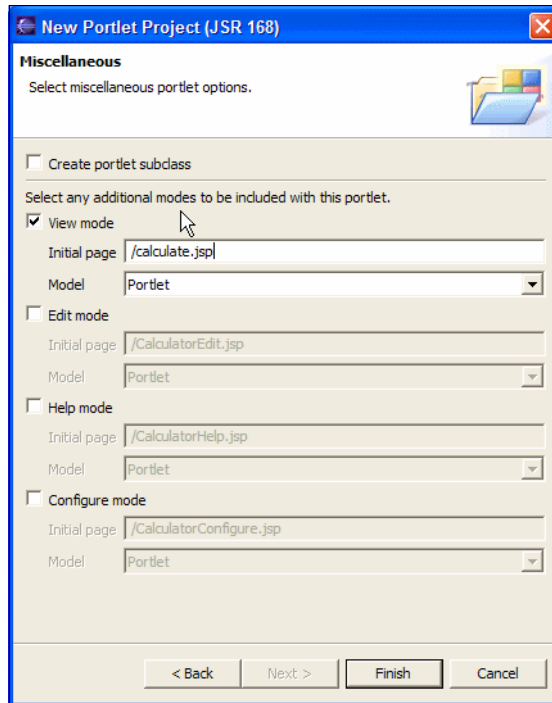 New Portlet Project (JSR 168)
Miscellaneous
Select miscellaneous portlet options.
Create portlet subclass
Select any additional modes to be included with this portlet.
View mode
Initial page /calculate.jsp
Model Portlet
Edit mode
Initial page /CalculatorEdit.jsp
Model Portlet
Help mode
Initial page /CalculatorHelp.jsp
Model Portlet
Configure mode
Initial page /CalculatorConfigure.jsp
Model Portlet
< Back Next > Finish Cancel